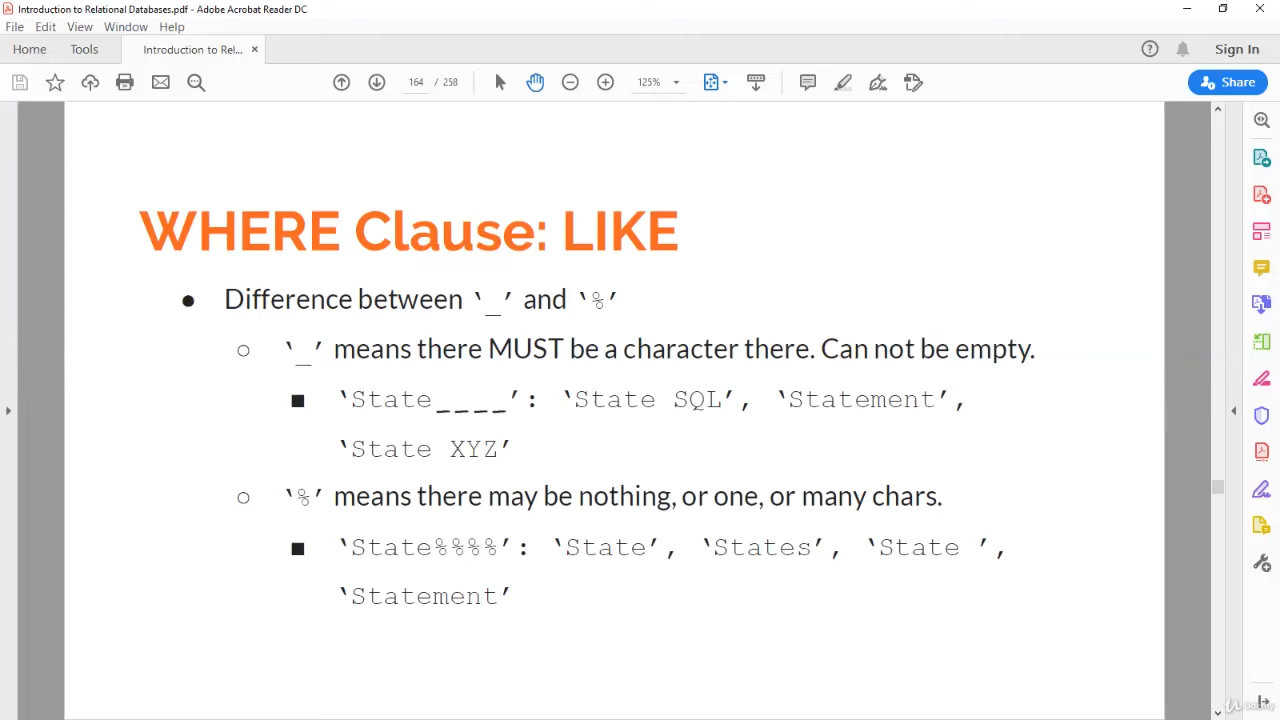 Introduction to Relational Databases.pdf - Adobe Acrobat Reader DC
File Edit View Window Help
Home Tools Introduction to Rel... × Sign In
164 / 258 125% Share
WHERE Clause: LIKE
● Difference between ‘_’ and ‘%’
○ ‘_’ means there MUST be a character there. Can not be empty.
■ ‘State____’: ‘State SQL’, ‘Statement’,
‘State XYZ’
○ ‘%’ means there may be nothing, or one, or many chars.
■ ‘State%%%%’: ‘State’, ‘States’, ‘State ’,
‘Statement’
Udemy